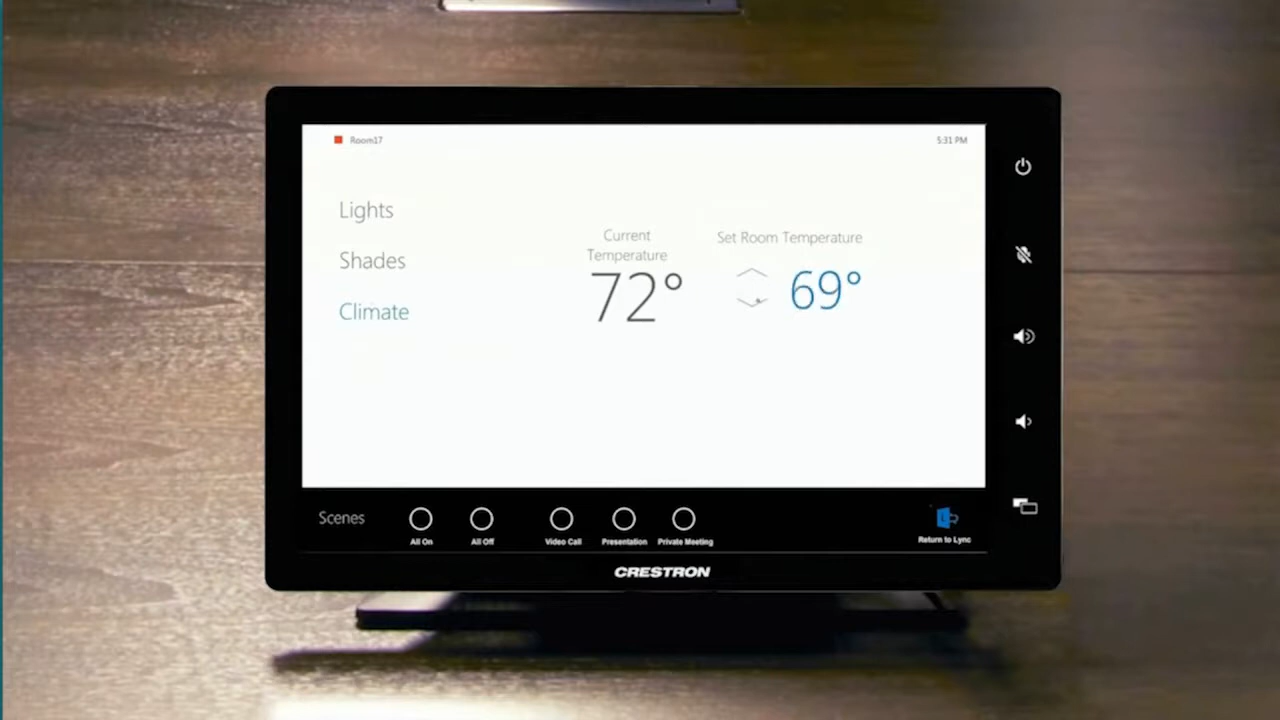 Room17
5:31 PM
Lights
Shades
Climate
Current
Temperature
72°
Set Room Temperature
69°
Scenes
All On
All Off
Video Call
Presentation
Private Meeting
Return to Lync
CRESTRON